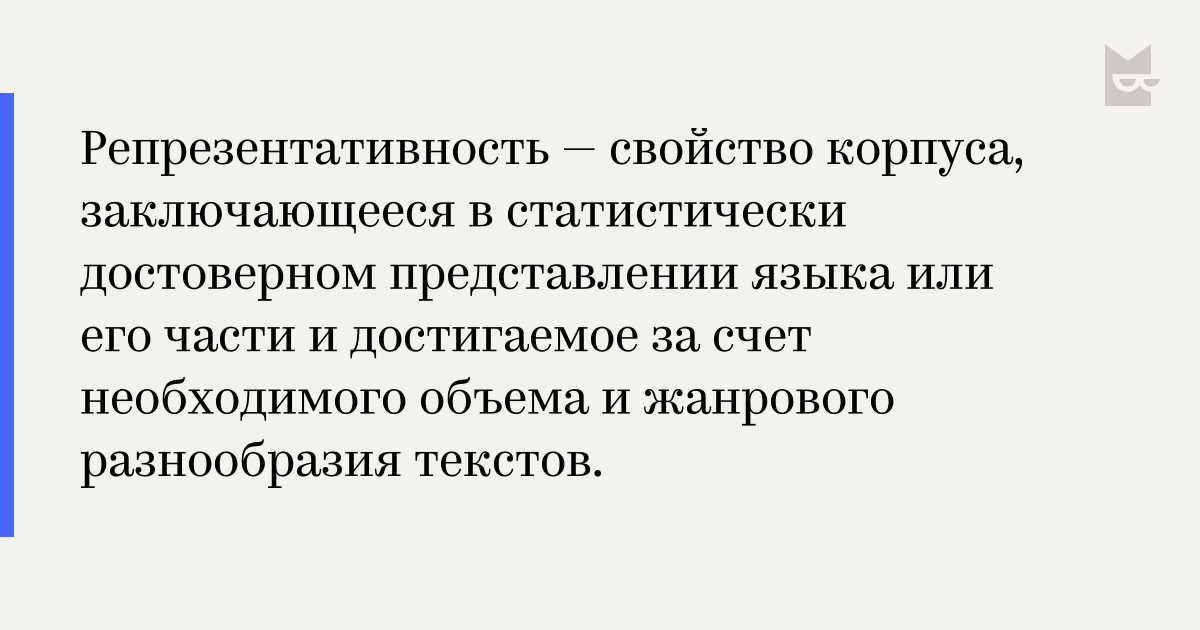 Репрезентативность — свойство корпуса,
заключающееся в статистически
достоверном представлении языка или
его части и достигаемое за счет
необходимого объема и жанрового
разнообразия текстов.